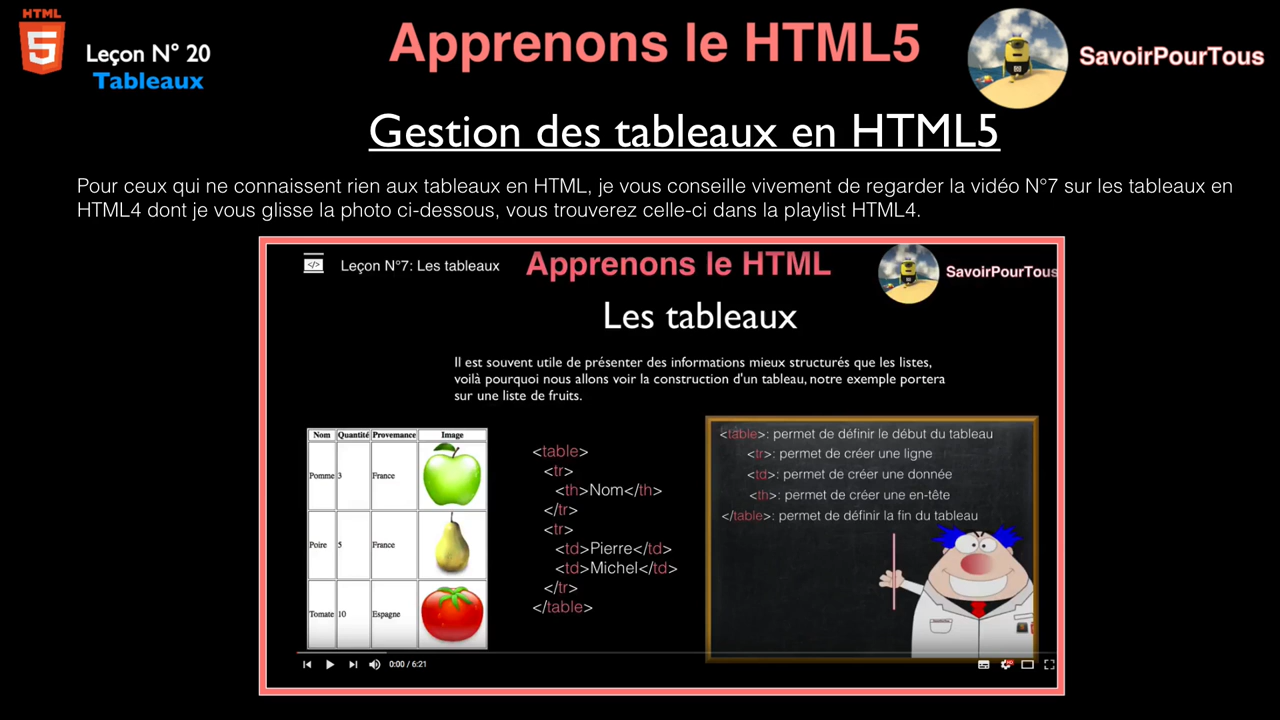 HTML
5
Leçon N° 20
Tableaux
Apprenons le HTML5
SavoirPourTous
Gestion des tableaux en HTML5
Pour ceux qui ne connaissent rien aux tableaux en HTML, je vous conseille vivement de regarder la vidéo N°7 sur les tableaux en
HTML4 dont je vous glisse la photo ci-dessous, vous trouverez celle-ci dans la playlist HTML4.
</>
Leçon N°7: Les tableaux
Apprenons le HTML
SavoirPourTous
Les tableaux
Il est souvent utile de présenter des informations mieux structurés que les listes,
voilà pourquoi nous allons voir la construction d'un tableau, notre exemple portera
sur une liste de fruits.
Nom Quantité Provemance Image
Pomme 3 France
Poire 5 France
Tomate 10 Espagne
<table>
<tr>
<th>Nom</th>
</tr>
<tr>
<td>Pierre</td>
<td>Michel</td>
</tr>
</table>
<table>: permet de définir le début du tableau
<tr>: permet de créer une ligne
<td>: permet de créer une donnée
<th>: permet de créer une en-tête
</table>: permet de définir la fin du tableau
0:00 / 6:21